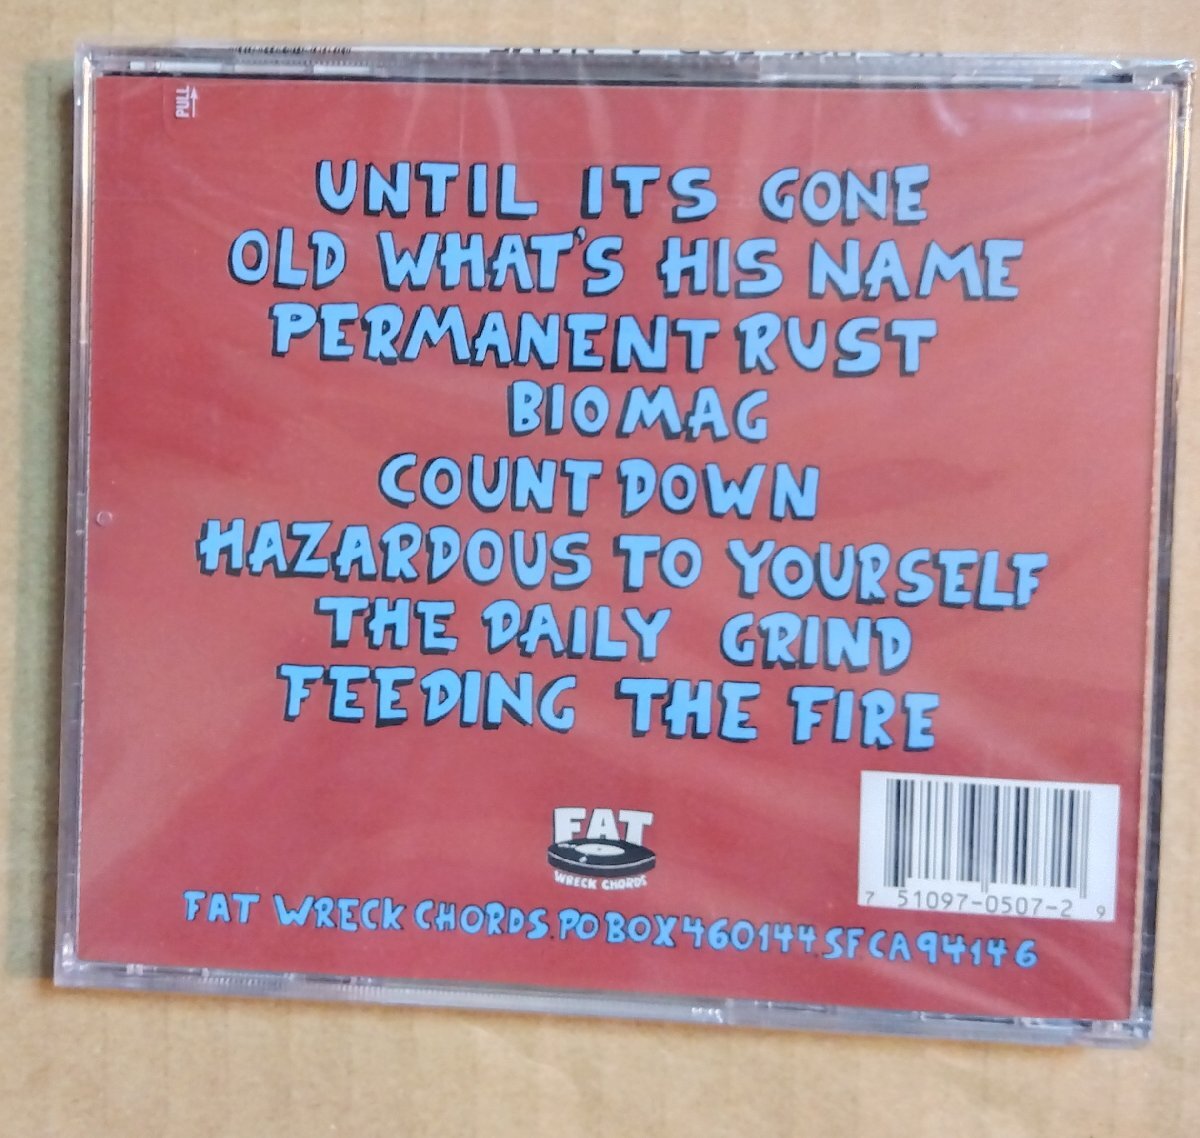 PULL
UNTIL ITS GONE
OLD WHAT'S HIS NAME
PERMANENT RUST
BIOMAG
COUNT DOWN
HAZARDOUS TO YOURSELF
THE DAILY GRIND
FEEDING THE FIRE
FAT
WRECK CHORDS
7 51097-0507-2 9
FAT WRECK CHORDS. PO BOX 460144. SF CA 94146